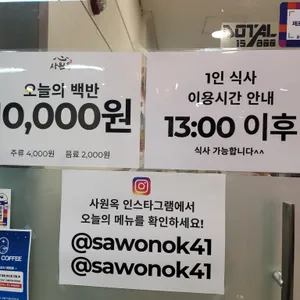 사원옥
오늘의 백반
10,000원
주류 4,000원 음료 2,000원
1인 식사
이용시간 안내
13:00 이후
식사 가능합니다^^
사원옥 인스타그램에서
오늘의 메뉴를 확인하세요!
@sawonok41
@sawonok41
COFFEE